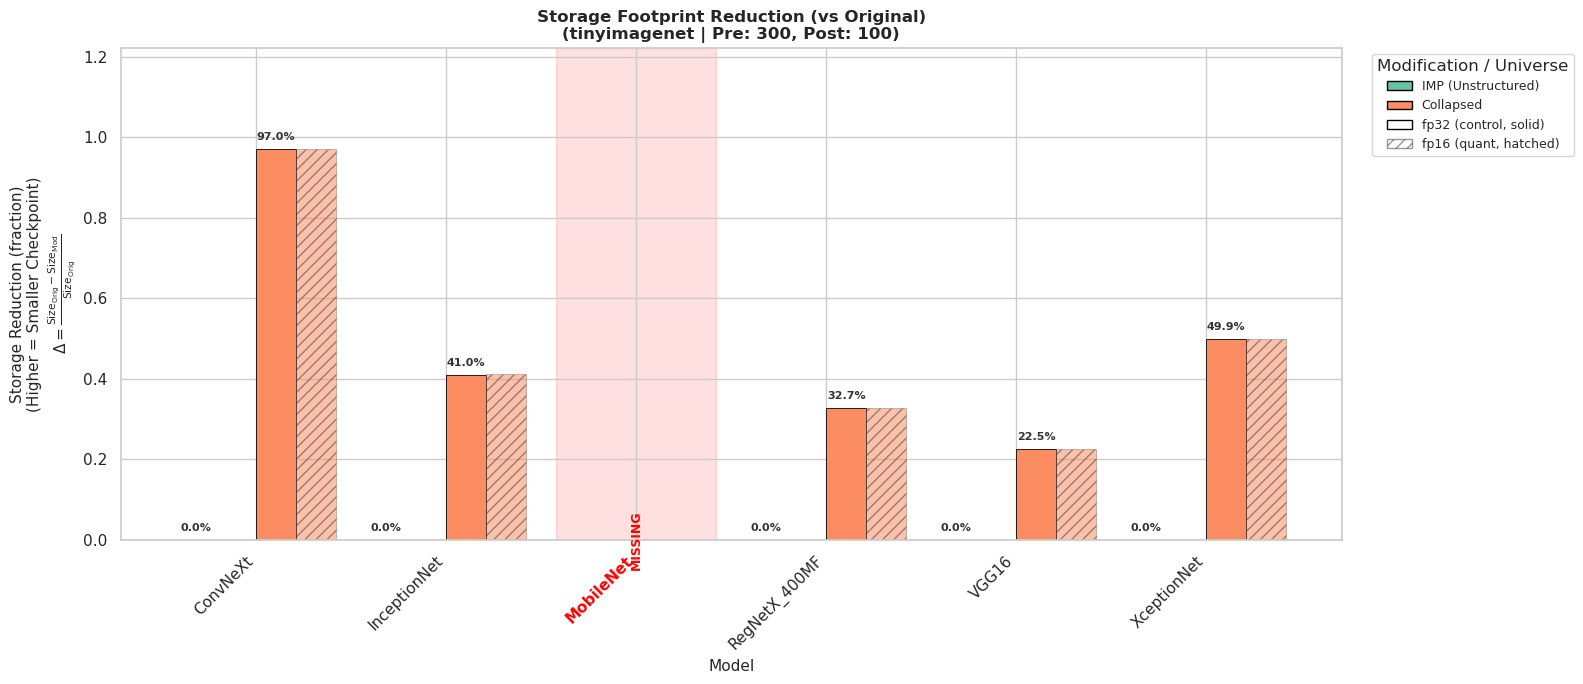 Storage Footprint Reduction (vs Original)
(tinyimagenet | Pre: 300, Post: 100)
Storage Reduction (fraction)
(Higher = Smaller Checkpoint)
Δ = (Size_Orig − Size_Mod) / Size_Orig
1.2
1.0
0.8
0.6
0.4
0.2
0.0
0.0%
97.0%
0.0%
41.0%
MISSING
0.0%
32.7%
0.0%
22.5%
0.0%
49.9%
ConvNeXt
InceptionNet
MobileNet
RegNetX_400MF
VGG16
XceptionNet
Model
Modification / Universe
IMP (Unstructured)
Collapsed
fp32 (control, solid)
fp16 (quant, hatched)